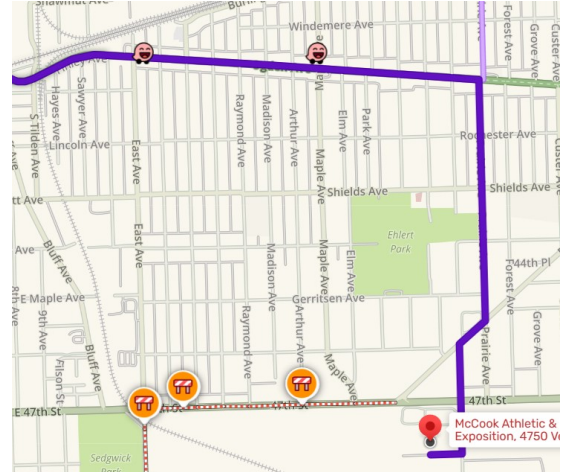 Windemere Ave
Forest Ave
Grove Ave
Custer Ave
Hayes Ave
Sawyer Ave
S Tilden Ave
Lincoln Ave
East Ave
Raymond Ave
Madison Ave
Arthur Ave
Maple Ave
Elm Ave
Park Ave
Shields Ave
Shields Ave
tt Ave
Ehlert
Park
East Ave
Bluff Ave
Madison Ave
Maple Ave
Elm Ave
44th Pl
Forest Ave
Ave
E Maple Ave
Gerritsen Ave
9th Ave
Raymond Ave
Arthur Ave
Prairie Ave
Grove Ave
Filson St
Bluff Ave
Maple Ave
E 47th St
47th St
McCook Athletic &
Exposition, 4750 Ve
Sedgwick
Park